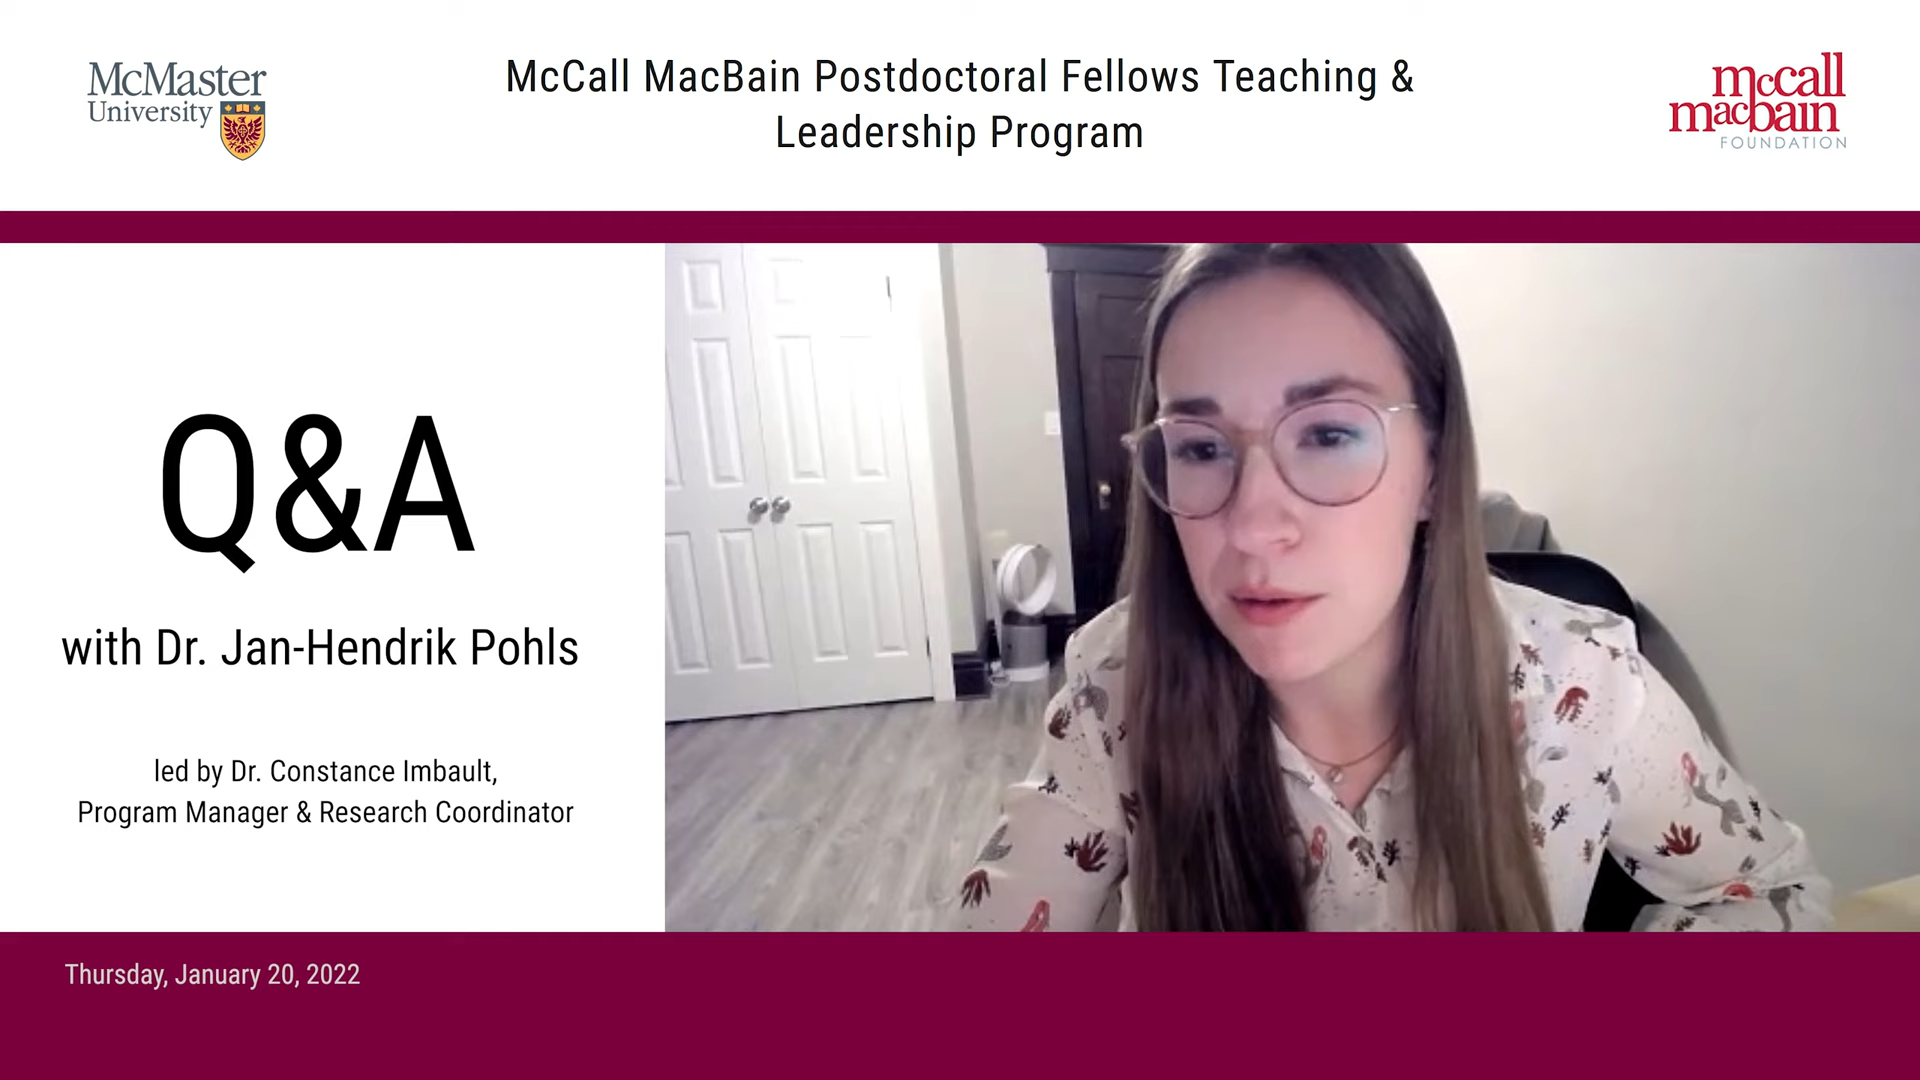 McMaster
University
McCall MacBain Postdoctoral Fellows Teaching &
Leadership Program
mccall
macbain
FOUNDATION
Q&A
with Dr. Jan-Hendrik Pohls
led by Dr. Constance Imbault,
Program Manager & Research Coordinator
Thursday, January 20, 2022